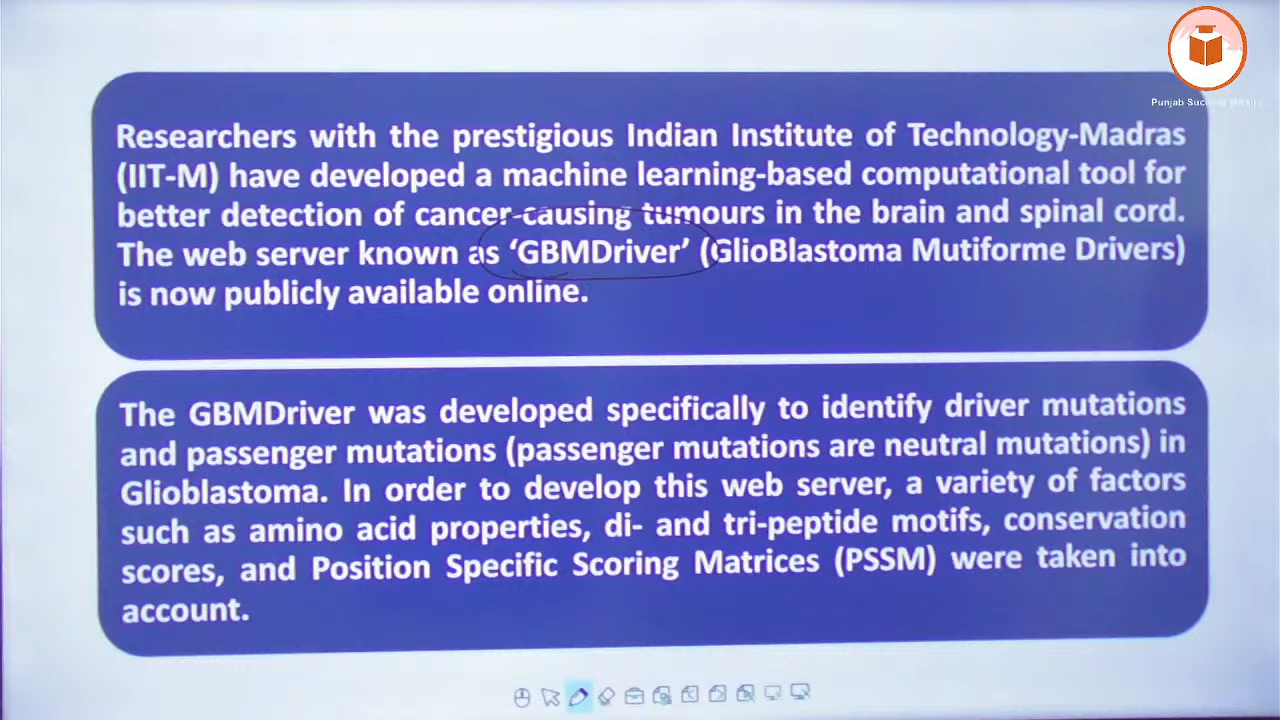 Punjab Success
Researchers with the prestigious Indian Institute of Technology-Madras
(IIT-M) have developed a machine learning-based computational tool for
better detection of cancer-causing tumours in the brain and spinal cord.
The web server known as ‘GBMDriver’ (GlioBlastoma Mutiforme Drivers)
is now publicly available online.
The GBMDriver was developed specifically to identify driver mutations
and passenger mutations (passenger mutations are neutral mutations) in
Glioblastoma. In order to develop this web server, a variety of factors
such as amino acid properties, di- and tri-peptide motifs, conservation
scores, and Position Specific Scoring Matrices (PSSM) were taken into
account.